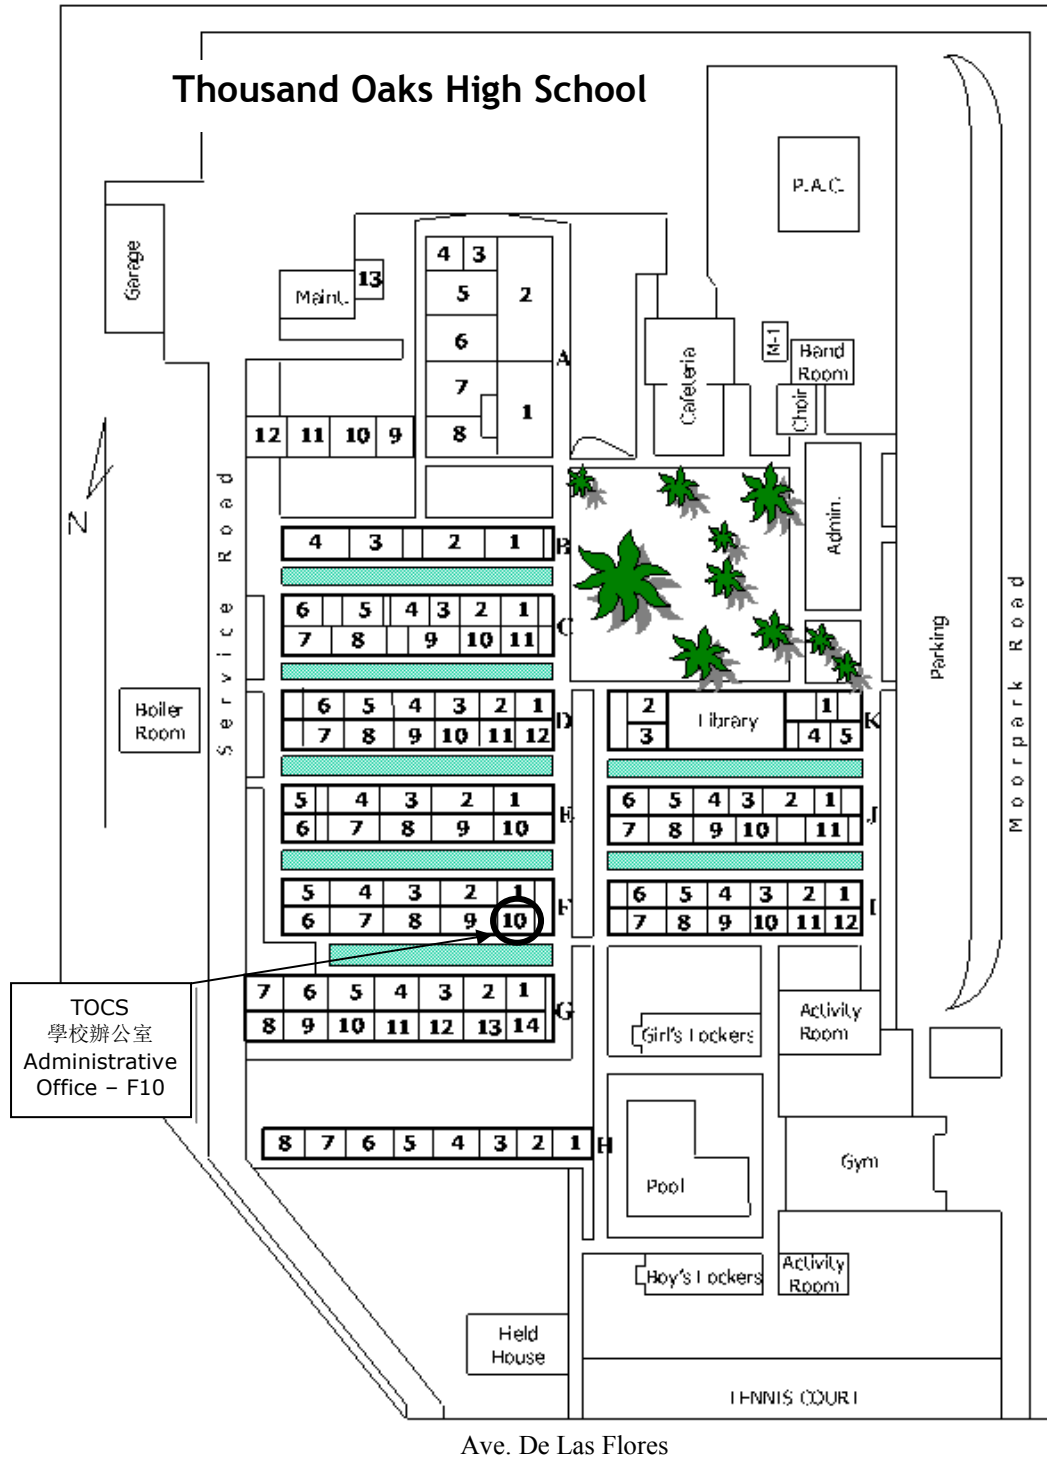 Thousand Oaks High School
P.A.C.
Garage
Maint.
13
4 3
5 2
6
A
7
1
8
12 11 10 9
Cafeteria
M-1
Band
Room
Choir
Admin.
N
Service Road
Parking
Moorpark Road
4 3 2 1 B
6 5 4 3 2 1
C
7 8 9 10 11
Boiler
Room
6 5 4 3 2 1
D
7 8 9 10 11 12
2 Library 1
K
3 4 5
5 4 3 2 1
E
6 7 8 9 10
6 5 4 3 2 1
J
7 8 9 10 11
5 4 3 2 1
F
6 7 8 9 10
6 5 4 3 2 1
I
7 8 9 10 11 12
7 6 5 4 3 2 1
G
8 9 10 11 12 13 14
TOCS
學校辦公室
Administrative
Office – F10
Girl's Lockers
Activity
Room
8 7 6 5 4 3 2 1 H
Pool
Gym
Boy's Lockers
Activity
Room
Field
House
TENNIS COURT
Ave. De Las Flores